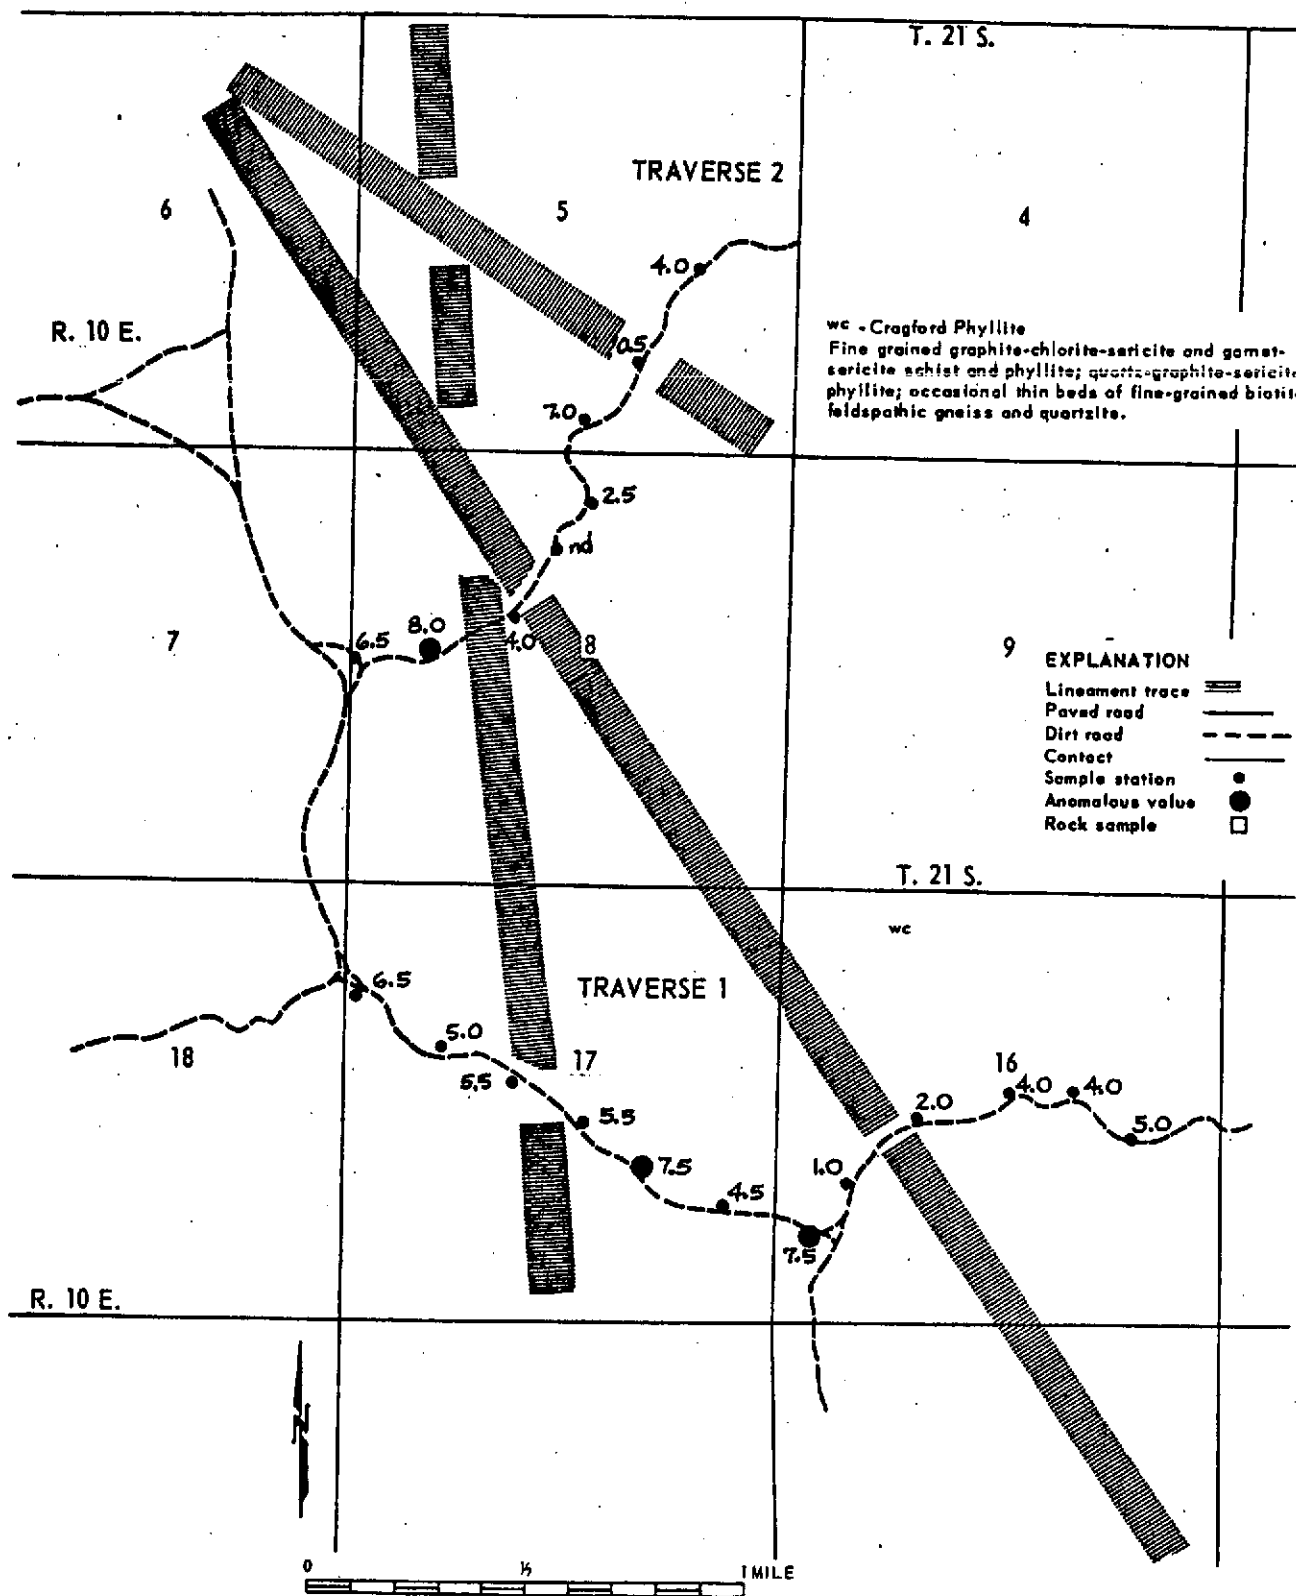 T. 21 S.
TRAVERSE 2
6
5
4
4.0
R. 10 E.
0.5
wc - Cragford Phyllite
Fine grained graphite-chlorite-sericite and garnet-
sericite schist and phyllite; quartz-graphite-sericite
phyllite; occasional thin beds of fine-grained biotite
feldspathic gneiss and quartzite.
7.0
2.5
nd
7
6.5
8.0
4.0
8
9
EXPLANATION
Lineament trace
Paved road
Dirt road
Contact
Sample station
Anomalous value
Rock sample
T. 21 S.
wc
6.5
TRAVERSE 1
18
5.0
5.5
17
5.5
7.5
4.5
7.5
1.0
2.0
16
4.0
4.0
5.0
R. 10 E.
N
0
½
1 MILE